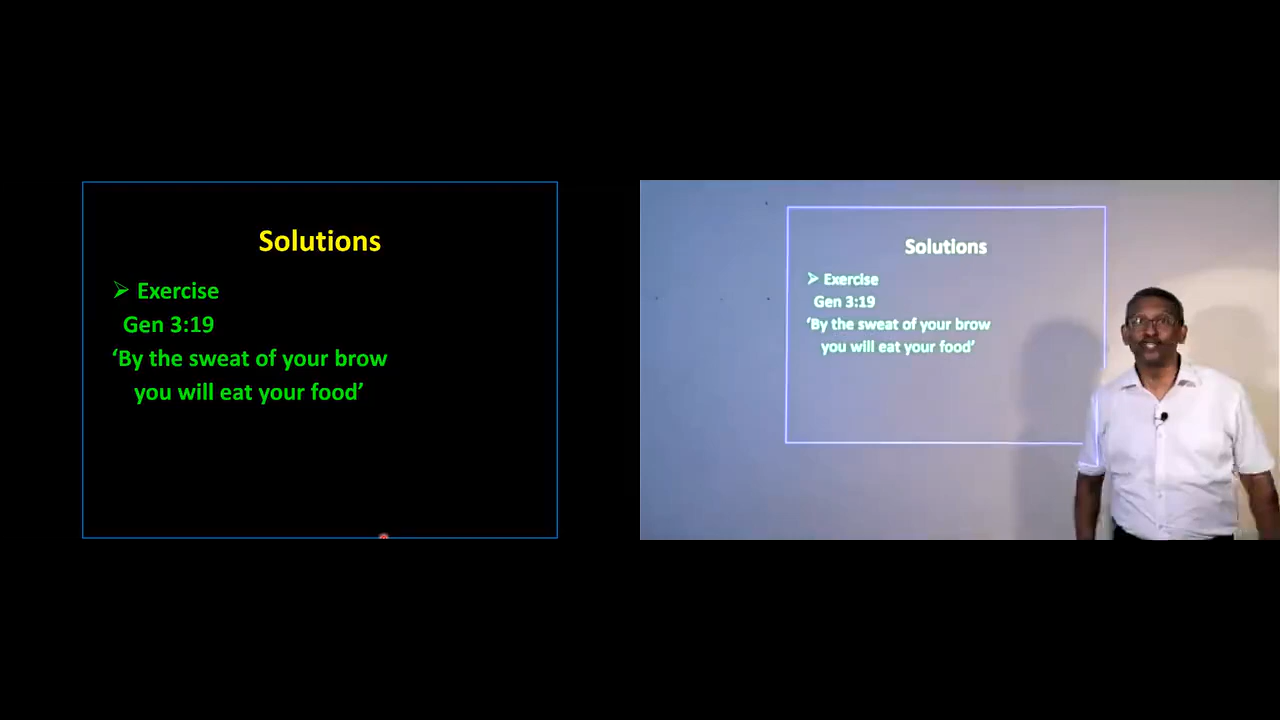 Solutions
➢ Exercise
Gen 3:19
‘By the sweat of your brow
you will eat your food’
Solutions
➢ Exercise
Gen 3:19
‘By the sweat of your brow
you will eat your food’